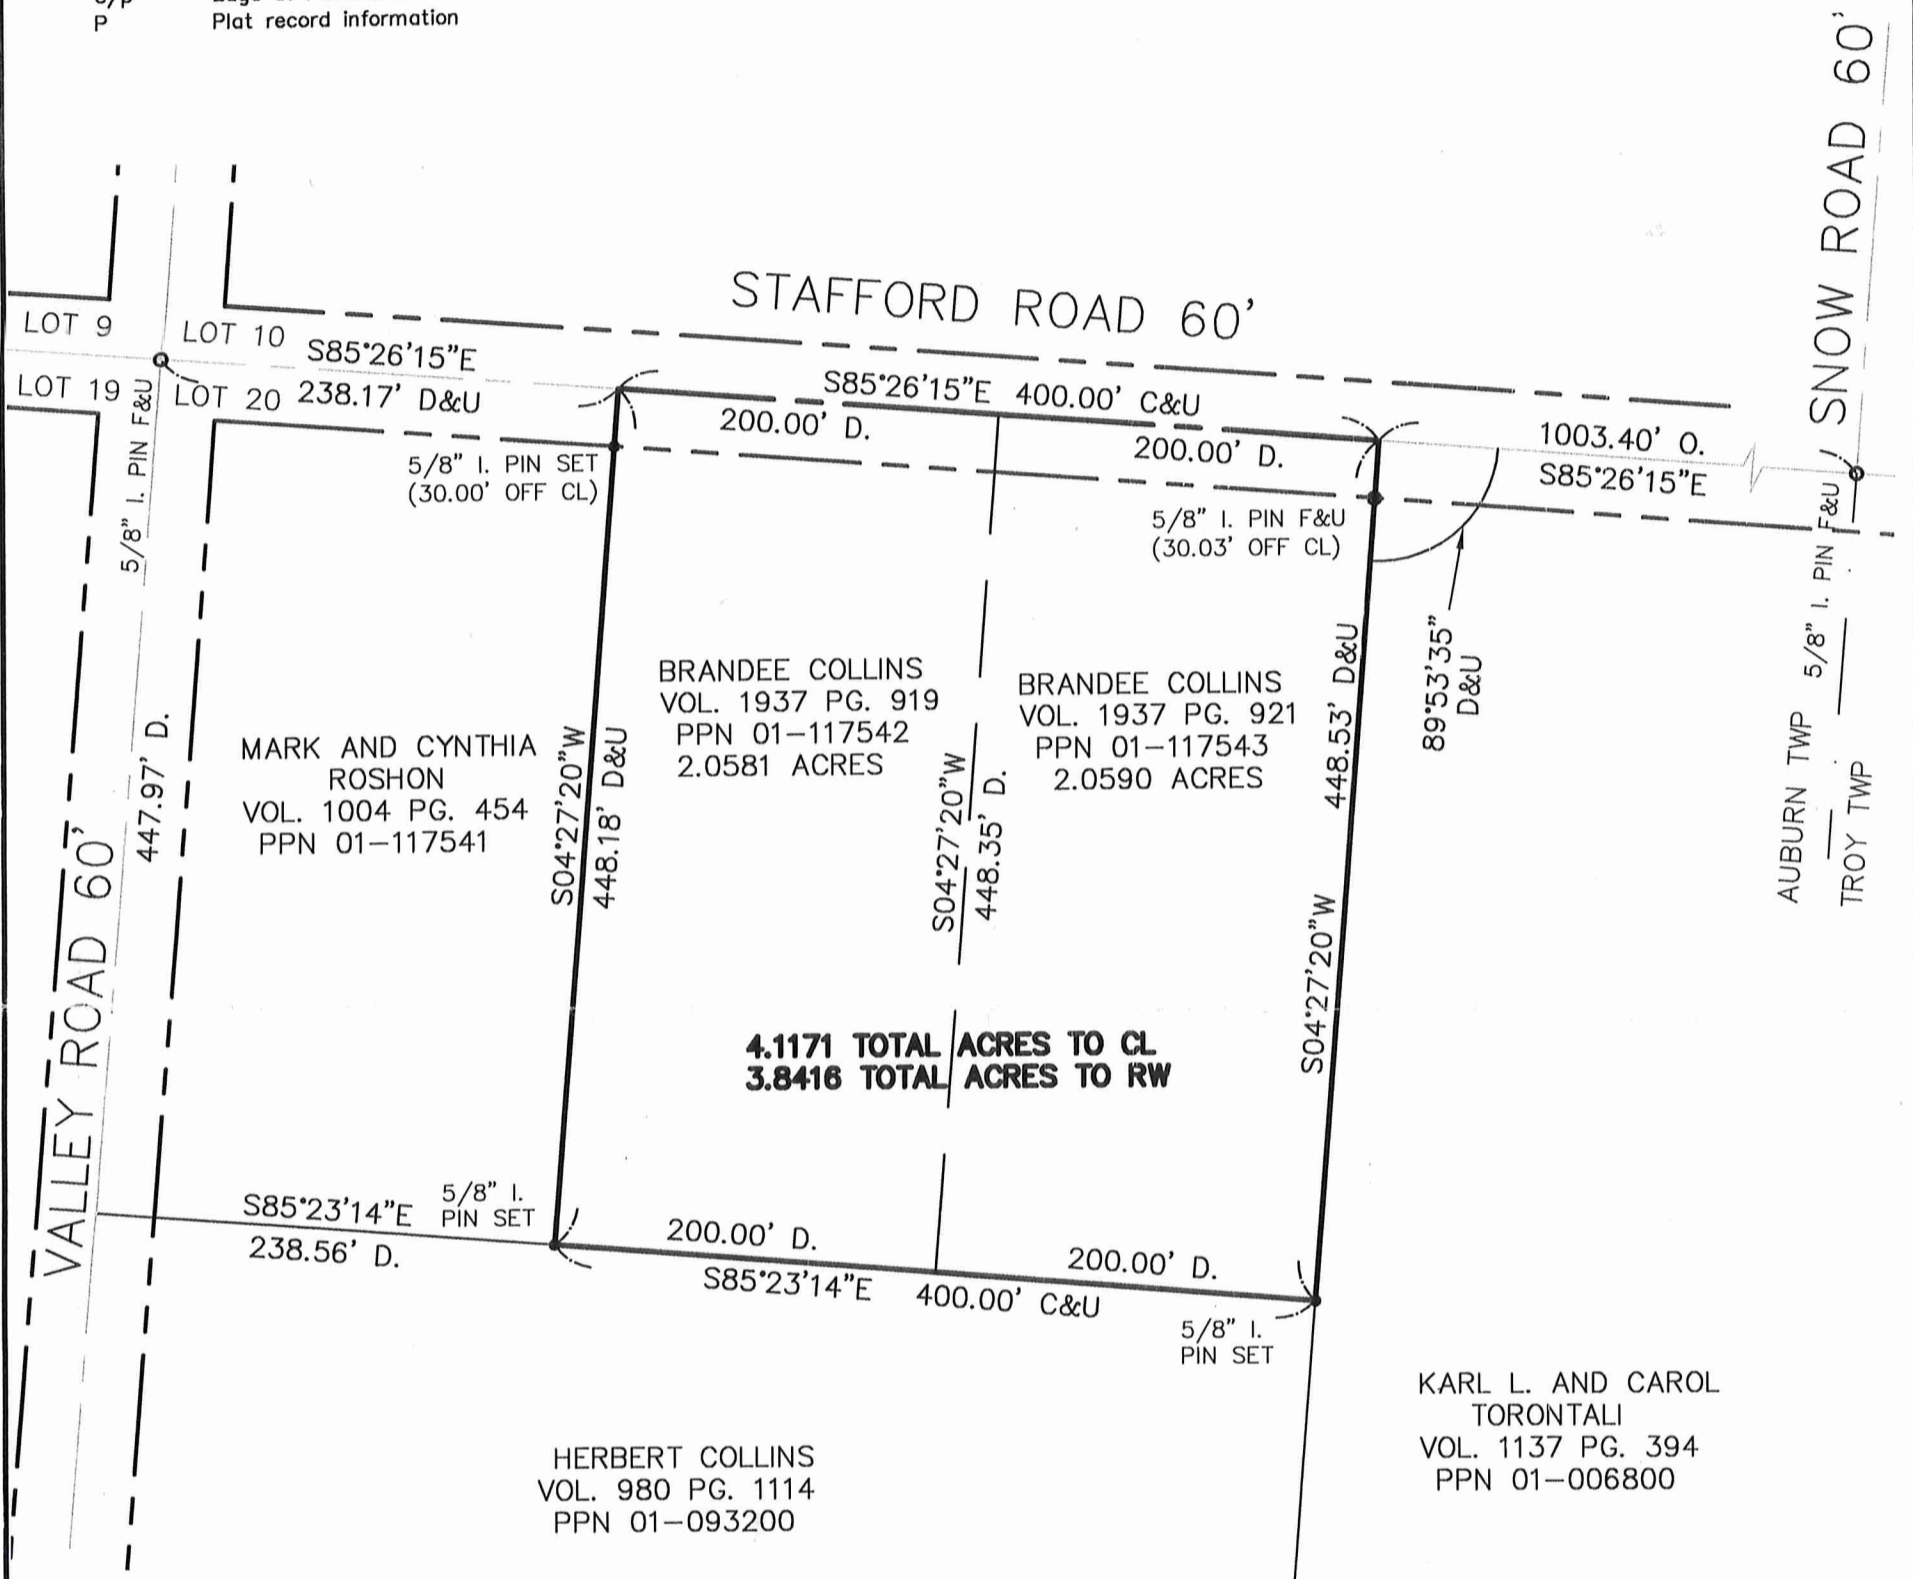 P Plat record information
SNOW ROAD 60'
STAFFORD ROAD 60'
LOT 9
LOT 10
S85°26'15"E
LOT 19
LOT 20
238.17' D&U
5/8" I. PIN F&U
S85°26'15"E 400.00' C&U
200.00' D.
200.00' D.
1003.40' O.
S85°26'15"E
5/8" I. PIN SET
(30.00' OFF CL)
5/8" I. PIN F&U
(30.03' OFF CL)
5/8" I. PIN F&U
89°53'35"
D&U
MARK AND CYNTHIA
ROSHON
VOL. 1004 PG. 454
PPN 01-117541
S04°27'20"W
448.18' D&U
BRANDEE COLLINS
VOL. 1937 PG. 919
PPN 01-117542
2.0581 ACRES
S04°27'20"W
448.35' D.
BRANDEE COLLINS
VOL. 1937 PG. 921
PPN 01-117543
2.0590 ACRES
448.53' D&U
S04°27'20"W
AUBURN TWP
TROY TWP
447.97' D.
VALLEY ROAD 60'
4.1171 TOTAL ACRES TO CL
3.8416 TOTAL ACRES TO RW
S85°23'14"E
238.56' D.
5/8" I.
PIN SET
200.00' D.
200.00' D.
S85°23'14"E 400.00' C&U
5/8" I.
PIN SET
HERBERT COLLINS
VOL. 980 PG. 1114
PPN 01-093200
KARL L. AND CAROL
TORONTALI
VOL. 1137 PG. 394
PPN 01-006800